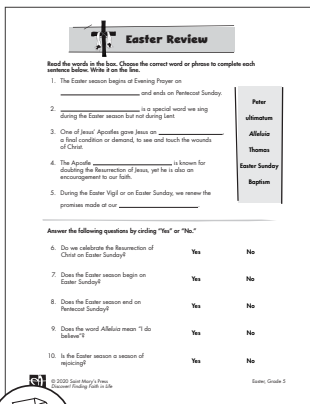 Easter Review
Read the words in the box. Choose the correct word or phrase to complete each
sentence below. Write it on the line.
1. The Easter season begins at Evening Prayer on
and ends on Pentecost Sunday.
2. is a special word we sing
during the Easter season but not during Lent.
3. One of Jesus' Apostles gave Jesus an ,
a final condition or demand, to see and touch the wounds
of Christ.
4. The Apostle is known for
doubting the Resurrection of Jesus, yet he is also an
encouragement to our faith.
5. During the Easter Vigil or on Easter Sunday, we renew the
promises made at our .
Peter
ultimatum
Alleluia
Thomas
Easter Sunday
Baptism
Answer the following questions by circling "Yes" or "No."
6. Do we celebrate the Resurrection of
Christ on Easter Sunday? Yes No
7. Does the Easter season begin on
Easter Sunday? Yes No
8. Does the Easter season end on
Pentecost Sunday? Yes No
9. Does the word Alleluia mean "I do
believe"? Yes No
10. Is the Easter season a season of
rejoicing? Yes No
© 2020 Saint Mary's Press
Discover! Finding Faith in Life
Easter, Grade 5